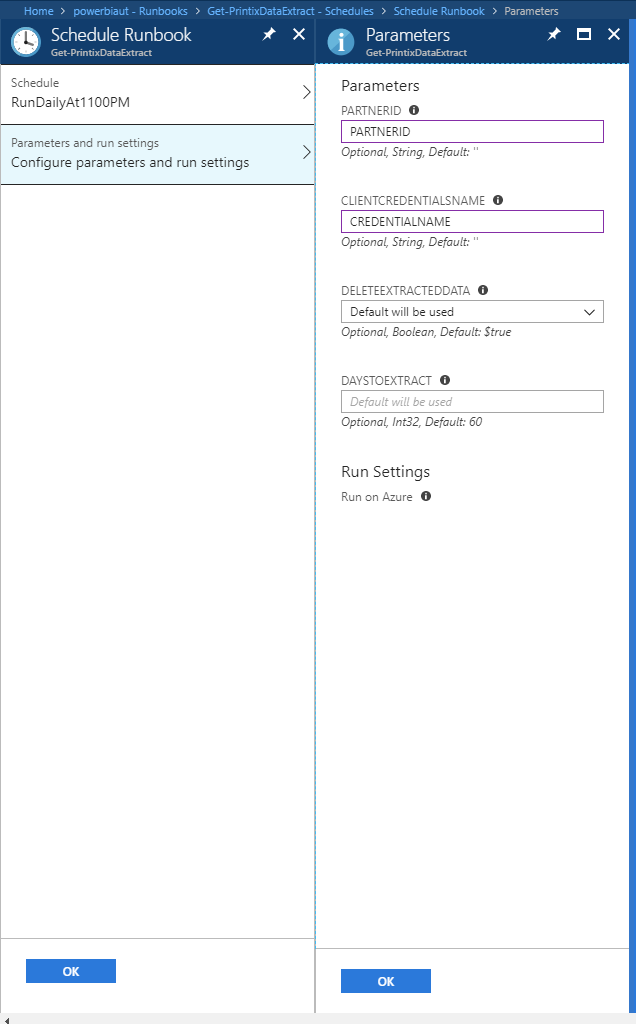 Home > powerbiaut - Runbooks > Get-PrintixDataExtract - Schedules > Schedule Runbook > Parameters
Schedule Runbook
Get-PrintixDataExtract
Schedule
RunDailyAt1100PM
Parameters and run settings
Configure parameters and run settings
OK
Parameters
Get-PrintixDataExtract
Parameters
PARTNERID
PARTNERID
Optional, String, Default: ''
CLIENTCREDENTIALSNAME
CREDENTIALNAME
Optional, String, Default: ''
DELETEEXTRACTEDDATA
Default will be used
Optional, Boolean, Default: $true
DAYSTOEXTRACT
Default will be used
Optional, Int32, Default: 60
Run Settings
Run on Azure
OK